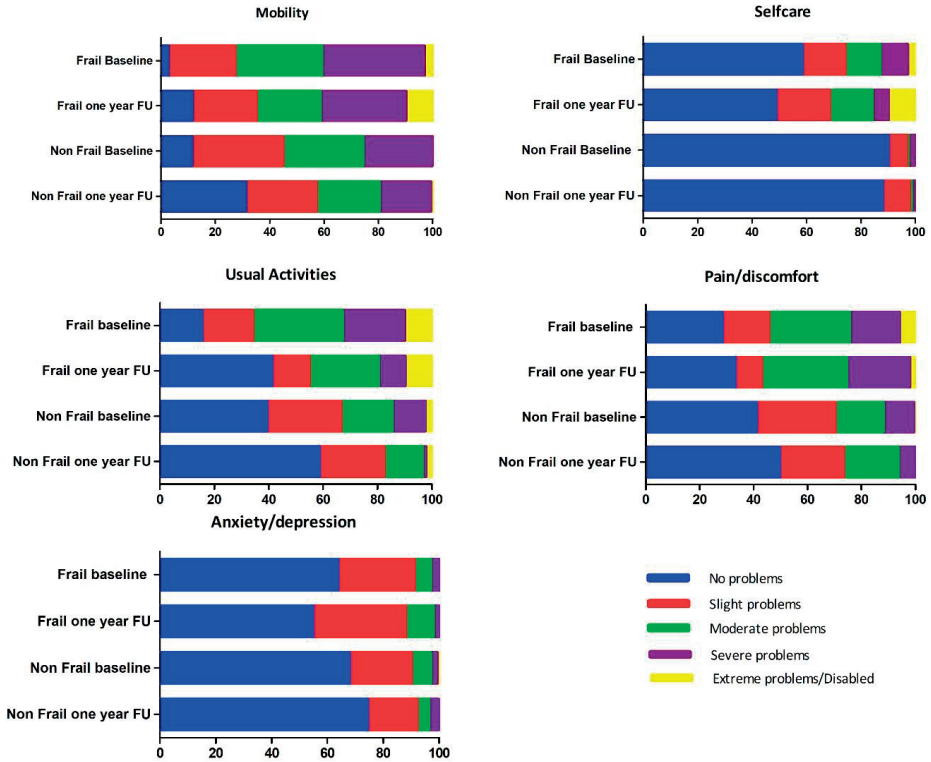 Mobility
Frail Baseline
Frail one year FU
Non Frail Baseline
Non Frail one year FU
0 20 40 60 80 100
Selfcare
Frail Baseline
Frail one year FU
Non Frail Baseline
Non Frail one year FU
0 20 40 60 80 100
Usual Activities
Frail baseline
Frail one year FU
Non Frail baseline
Non Frail one year FU
0 20 40 60 80 100
Pain/discomfort
Frail baseline
Frail one year FU
Non Frail baseline
Non Frail one year FU
0 20 40 60 80 100
Anxiety/depression
Frail baseline
Frail one year FU
Non Frail baseline
Non Frail one year FU
0 20 40 60 80 100
No problems
Slight problems
Moderate problems
Severe problems
Extreme problems/Disabled